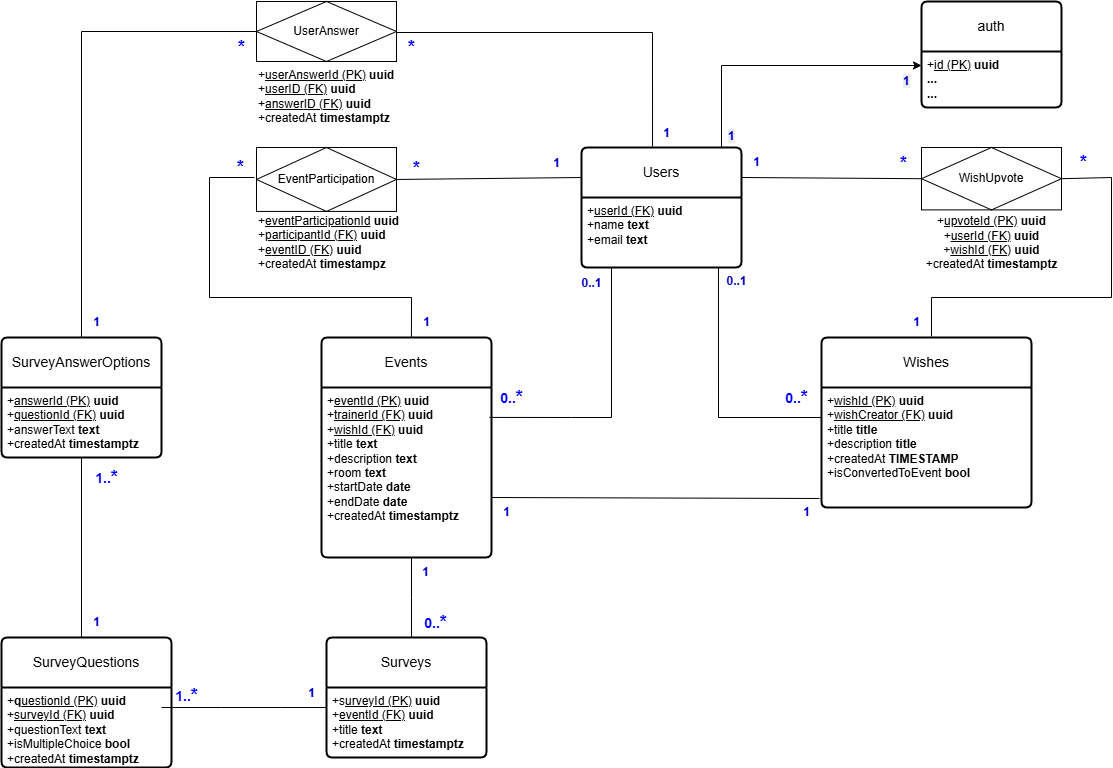 UserAnswer
*
*
+userAnswerId (PK) uuid
+userID (FK) uuid
+answerID (FK) uuid
+createdAt timestamptz
auth
+id (PK) uuid
...
...
1
1
1
EventParticipation
*
*
1
+eventParticipationId uuid
+participantId (FK) uuid
+eventID (FK) uuid
+createdAt timestampz
Users
+userId (FK) uuid
+name text
+email text
1
*
*
WishUpvote
+upvoteId (PK) uuid
+userId (FK) uuid
+wishId (FK) uuid
+createdAt timestamptz
0..1
0..1
1
1
1
SurveyAnswerOptions
+answerId (PK) uuid
+questionId (FK) uuid
+answerText text
+createdAt timestamptz
1..*
Events
+eventId (PK) uuid
+trainerId (FK) uuid
+wishId (FK) uuid
+title text
+description text
+room text
+startDate date
+endDate date
+createdAt timestamptz
0..*
0..*
Wishes
+wishId (PK) uuid
+wishCreator (FK) uuid
+title title
+description title
+createdAt TIMESTAMP
+isConvertedToEvent bool
1
1
1
0..*
1
SurveyQuestions
+questionId (PK) uuid
+surveyId (FK) uuid
+questionText text
+isMultipleChoice bool
+createdAt timestamptz
1..*
1
Surveys
+surveyId (PK) uuid
+eventId (FK) uuid
+title text
+createdAt timestamptz